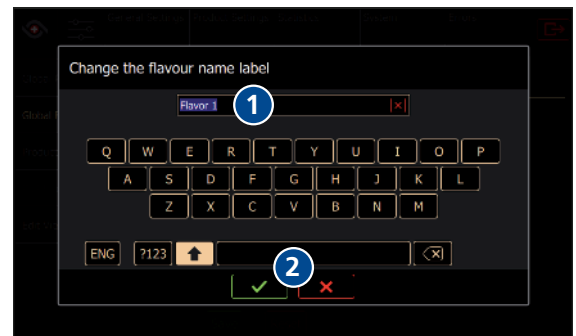 Change the flavour name label
Flavor 1
1
Q W E R T Y U I O P
A S D F G H J K L
Z X C V B N M
ENG ?123
2